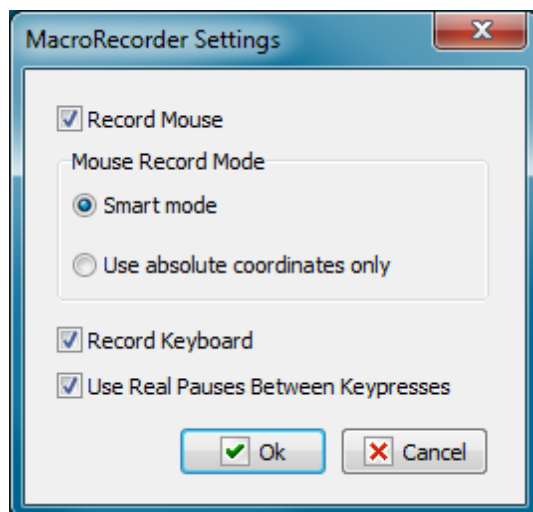 MacroRecorder Settings
Record Mouse
Mouse Record Mode
Smart mode
Use absolute coordinates only
Record Keyboard
Use Real Pauses Between Keypresses
Ok Cancel